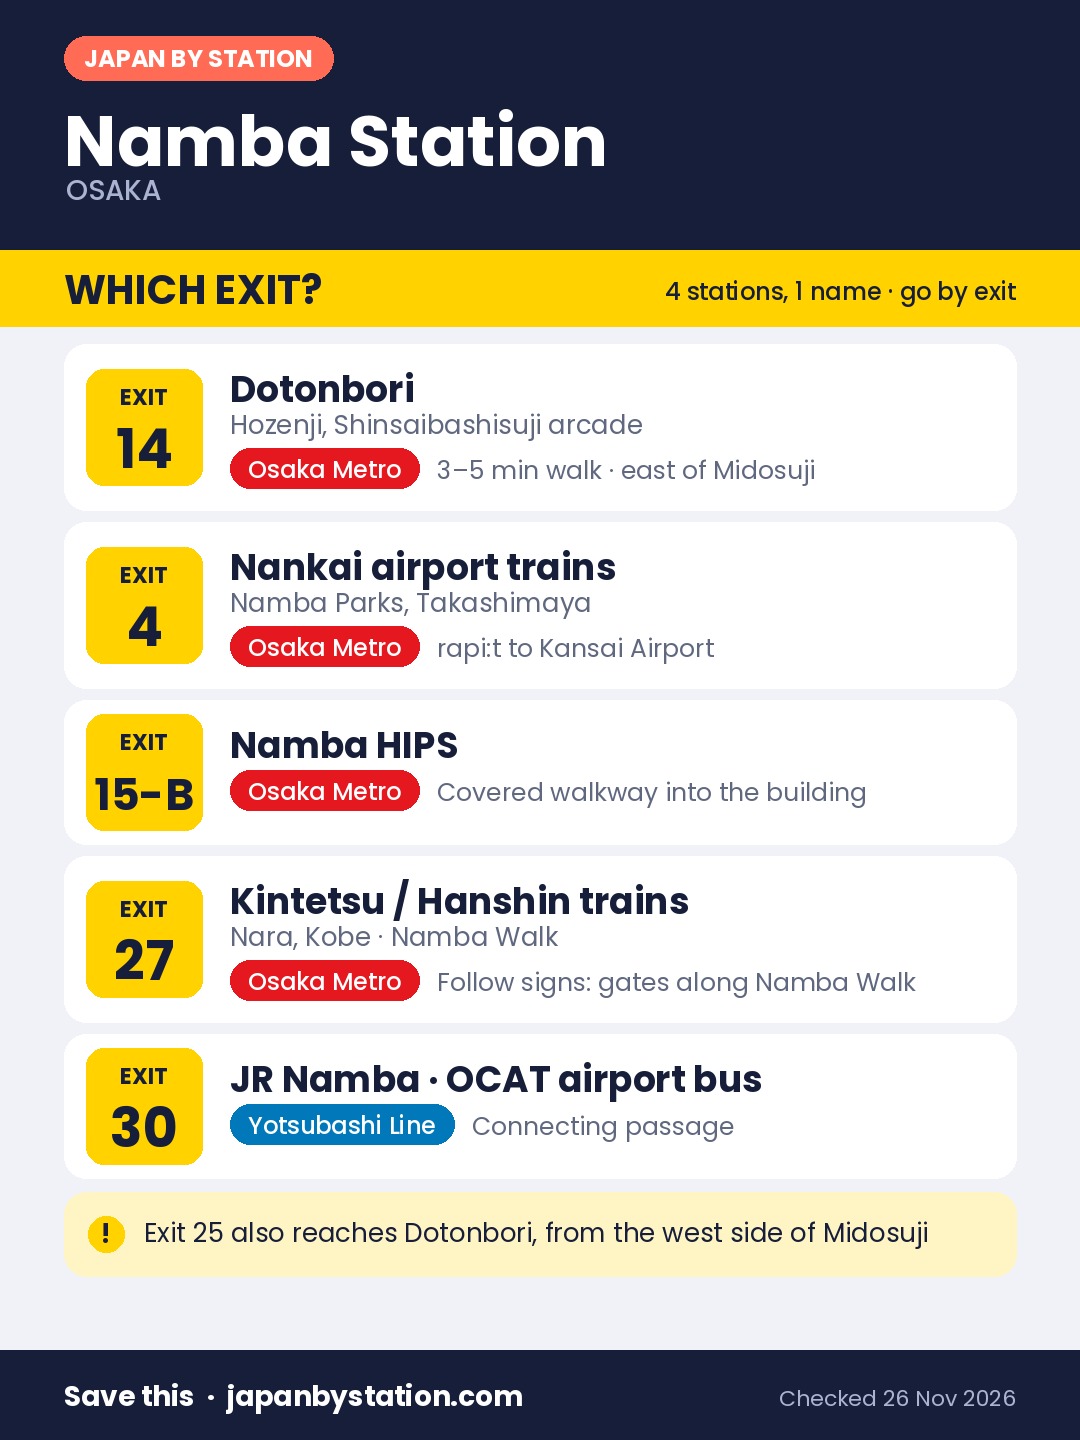 JAPAN BY STATION
Namba Station
OSAKA
WHICH EXIT?
4 stations, 1 name · go by exit
EXIT
14
Dotonbori
Hozenji, Shinsaibashisuji arcade
Osaka Metro
3–5 min walk · east of Midosuji
EXIT
4
Nankai airport trains
Namba Parks, Takashimaya
Osaka Metro
rapi:t to Kansai Airport
EXIT
15-B
Namba HIPS
Osaka Metro
Covered walkway into the building
EXIT
27
Kintetsu / Hanshin trains
Nara, Kobe · Namba Walk
Osaka Metro
Follow signs: gates along Namba Walk
EXIT
30
JR Namba · OCAT airport bus
Yotsubashi Line
Connecting passage
!
Exit 25 also reaches Dotonbori, from the west side of Midosuji
Save this · japanbystation.com
Checked 26 Nov 2026